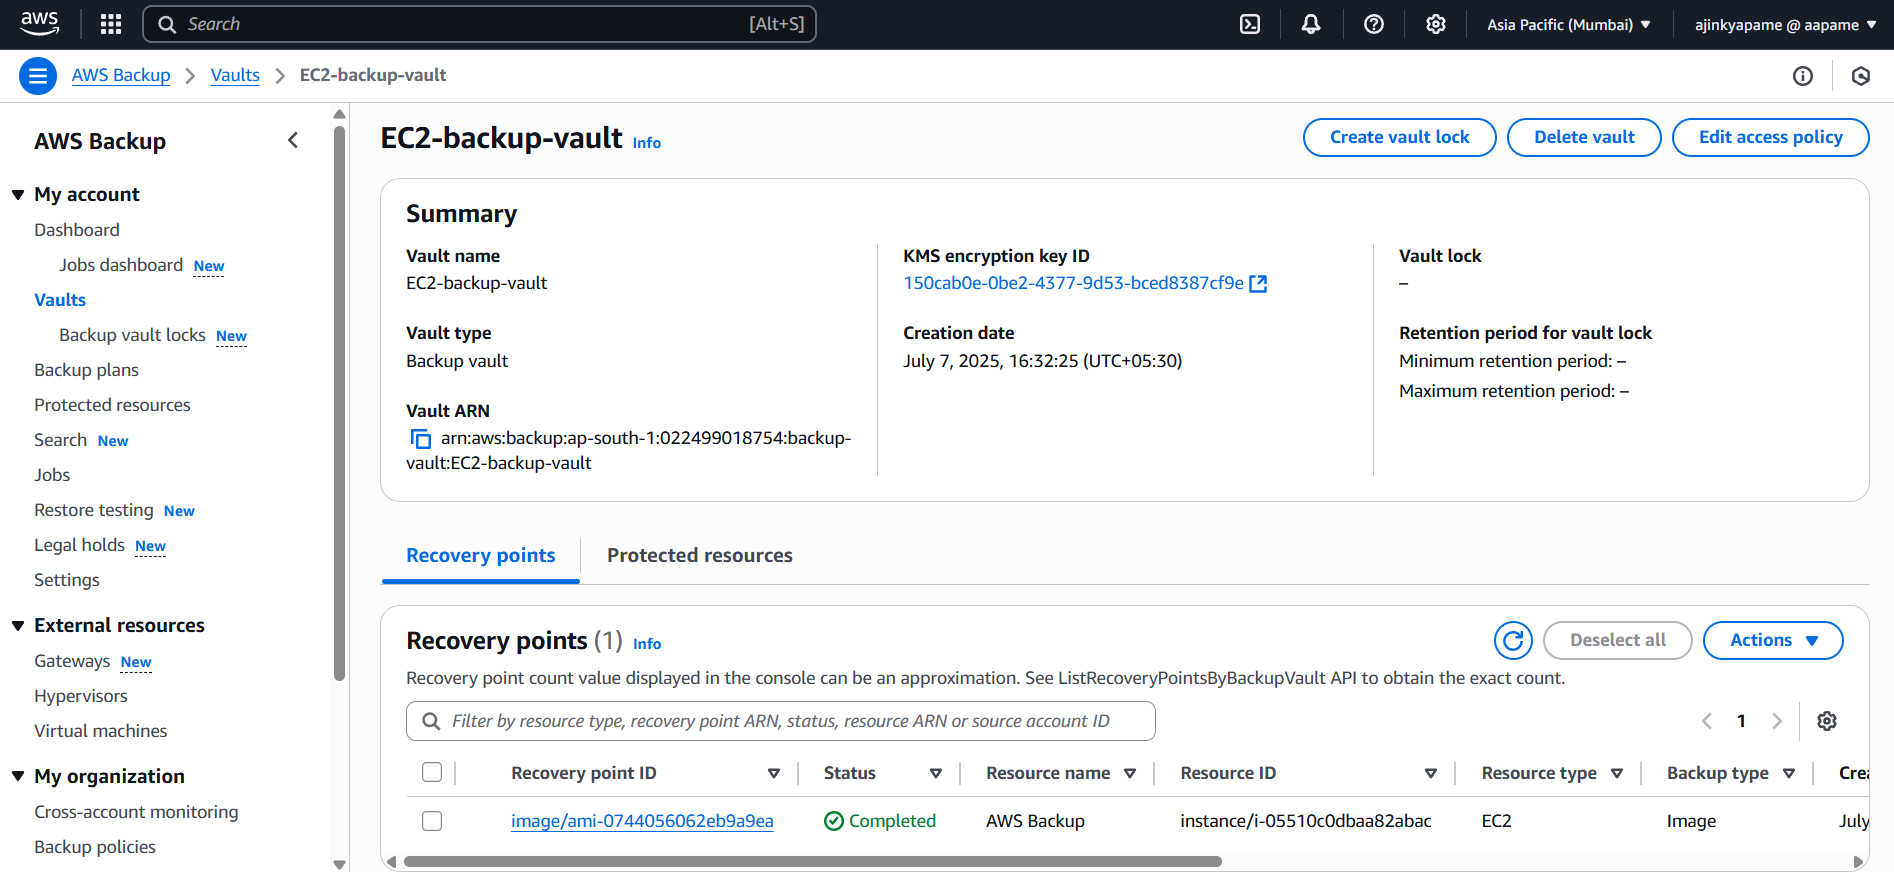 aws
Search [Alt+S]
Asia Pacific (Mumbai)
ajinkyapame @ aapame
AWS Backup
Vaults
EC2-backup-vault
AWS Backup
My account
Dashboard
Jobs dashboard New
Vaults
Backup vault locks New
Backup plans
Protected resources
Search New
Jobs
Restore testing New
Legal holds New
Settings
External resources
Gateways New
Hypervisors
Virtual machines
My organization
Cross-account monitoring
Backup policies
EC2-backup-vault Info
Create vault lock
Delete vault
Edit access policy
Summary
Vault name
EC2-backup-vault
Vault type
Backup vault
Vault ARN
arn:aws:backup:ap-south-1:022499018754:backup-
vault:EC2-backup-vault
KMS encryption key ID
150cab0e-0be2-4377-9d53-bced8387cf9e
Creation date
July 7, 2025, 16:32:25 (UTC+05:30)
Vault lock
–
Retention period for vault lock
Minimum retention period: –
Maximum retention period: –
Recovery points
Protected resources
Recovery points (1) Info
Deselect all
Actions
Recovery point count value displayed in the console can be an approximation. See ListRecoveryPointsByBackupVault API to obtain the exact count.
Filter by resource type, recovery point ARN, status, resource ARN or source account ID
1
Recovery point ID Status Resource name Resource ID Resource type Backup type Crea
image/ami-0744056062eb9a9ea Completed AWS Backup instance/i-05510c0dbaa82abac EC2 Image July